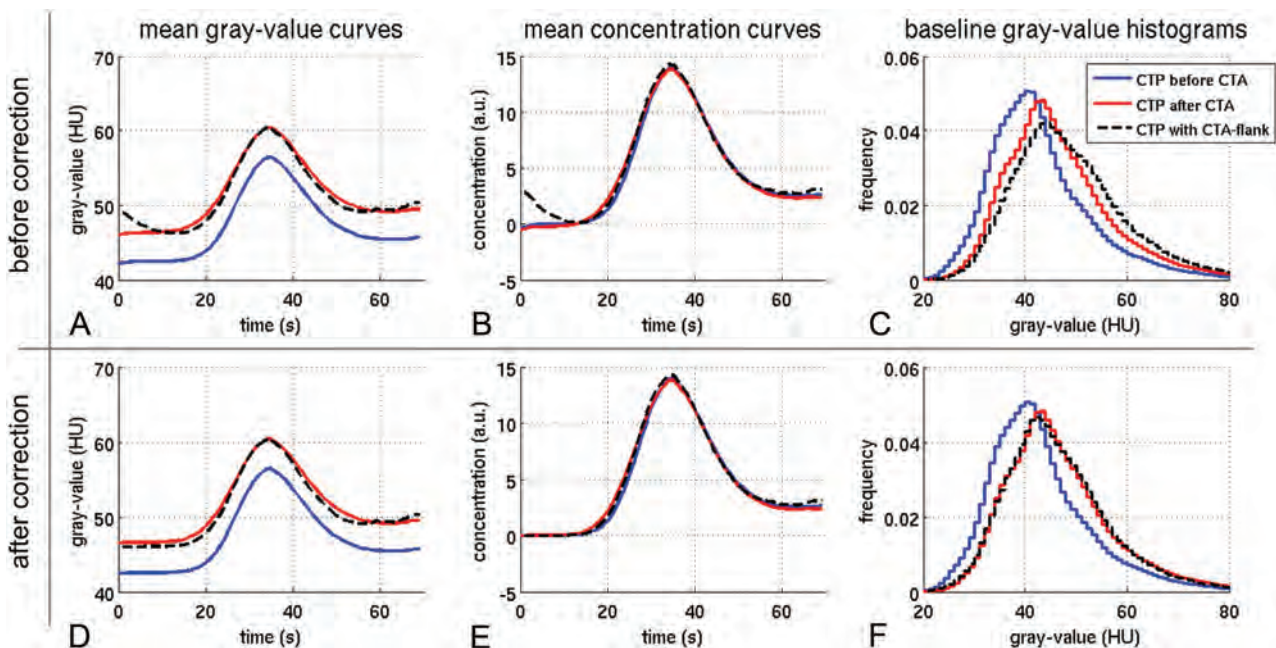 mean gray-value curves
mean concentration curves
baseline gray-value histograms
before correction
gray-value (HU)
70
60
50
40
0
20
40
60
A
time (s)
concentration (a.u.)
15
10
5
0
-5
0
20
40
60
B
time (s)
frequency
0.06
0.04
0.02
0
20
40
60
80
C
gray-value (HU)
CTP before CTA
CTP after CTA
CTP with CTA-flank
after correction
gray-value (HU)
70
60
50
40
0
20
40
60
D
time (s)
concentration (a.u.)
15
10
5
0
-5
0
20
40
60
E
time (s)
frequency
0.06
0.04
0.02
0
20
40
60
80
F
gray-value (HU)